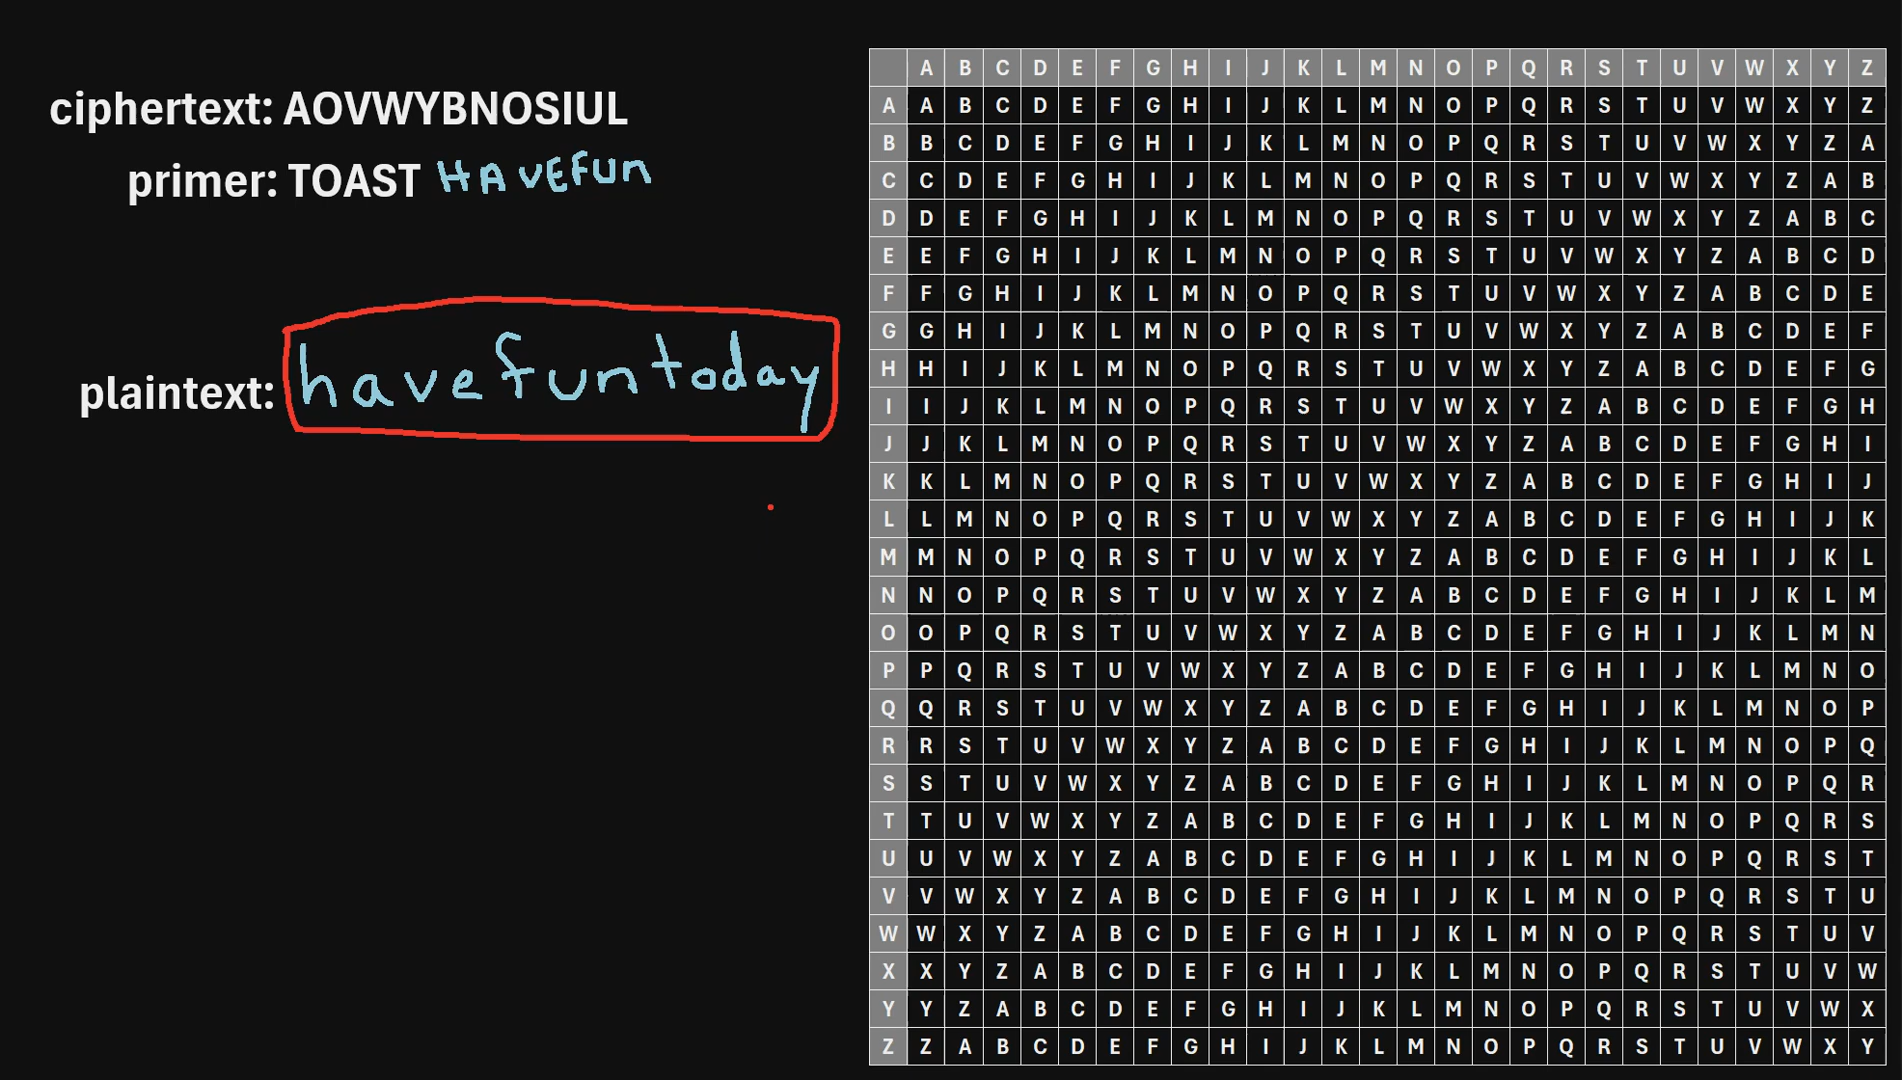 ciphertext: AOVWYBNOSIUL
primer: TOAST HAVEFUN
plaintext: havefuntoday
A B C D E F G H I J K L M N O P Q R S T U V W X Y Z
A A B C D E F G H I J K L M N O P Q R S T U V W X Y Z
B B C D E F G H I J K L M N O P Q R S T U V W X Y Z A
C C D E F G H I J K L M N O P Q R S T U V W X Y Z A B
D D E F G H I J K L M N O P Q R S T U V W X Y Z A B C
E E F G H I J K L M N O P Q R S T U V W X Y Z A B C D
F F G H I J K L M N O P Q R S T U V W X Y Z A B C D E
G G H I J K L M N O P Q R S T U V W X Y Z A B C D E F
H H I J K L M N O P Q R S T U V W X Y Z A B C D E F G
I I J K L M N O P Q R S T U V W X Y Z A B C D E F G H
J J K L M N O P Q R S T U V W X Y Z A B C D E F G H I
K K L M N O P Q R S T U V W X Y Z A B C D E F G H I J
L L M N O P Q R S T U V W X Y Z A B C D E F G H I J K
M M N O P Q R S T U V W X Y Z A B C D E F G H I J K L
N N O P Q R S T U V W X Y Z A B C D E F G H I J K L M
O O P Q R S T U V W X Y Z A B C D E F G H I J K L M N
P P Q R S T U V W X Y Z A B C D E F G H I J K L M N O
Q Q R S T U V W X Y Z A B C D E F G H I J K L M N O P
R R S T U V W X Y Z A B C D E F G H I J K L M N O P Q
S S T U V W X Y Z A B C D E F G H I J K L M N O P Q R
T T U V W X Y Z A B C D E F G H I J K L M N O P Q R S
U U V W X Y Z A B C D E F G H I J K L M N O P Q R S T
V V W X Y Z A B C D E F G H I J K L M N O P Q R S T U
W W X Y Z A B C D E F G H I J K L M N O P Q R S T U V
X X Y Z A B C D E F G H I J K L M N O P Q R S T U V W
Y Y Z A B C D E F G H I J K L M N O P Q R S T U V W X
Z Z A B C D E F G H I J K L M N O P Q R S T U V W X Y